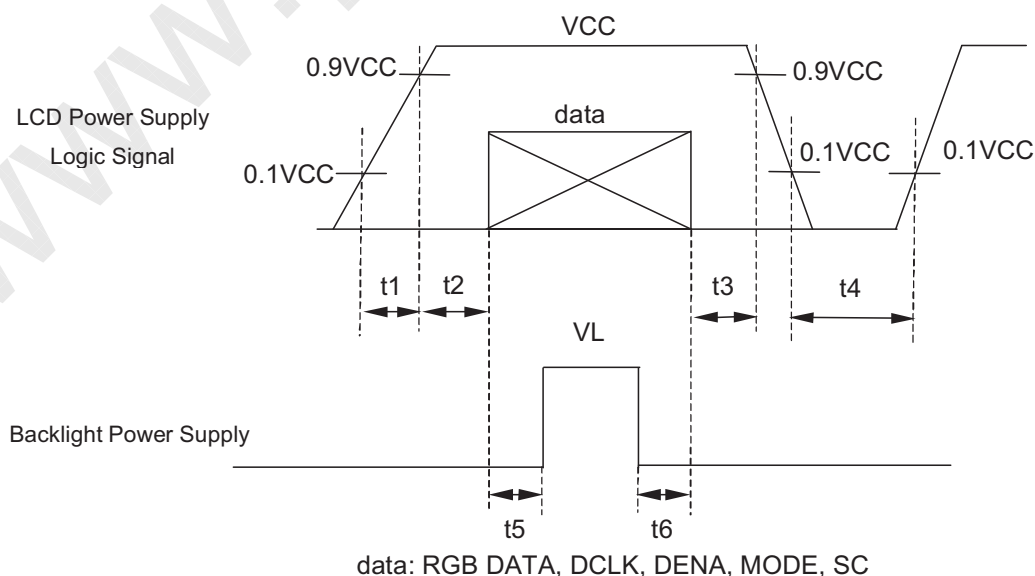 VCC
0.9VCC
0.9VCC
LCD Power Supply
Logic Signal
data
0.1VCC
0.1VCC
0.1VCC
t1
t2
t3
t4
VL
Backlight Power Supply
t5
t6
data: RGB DATA, DCLK, DENA, MODE, SC